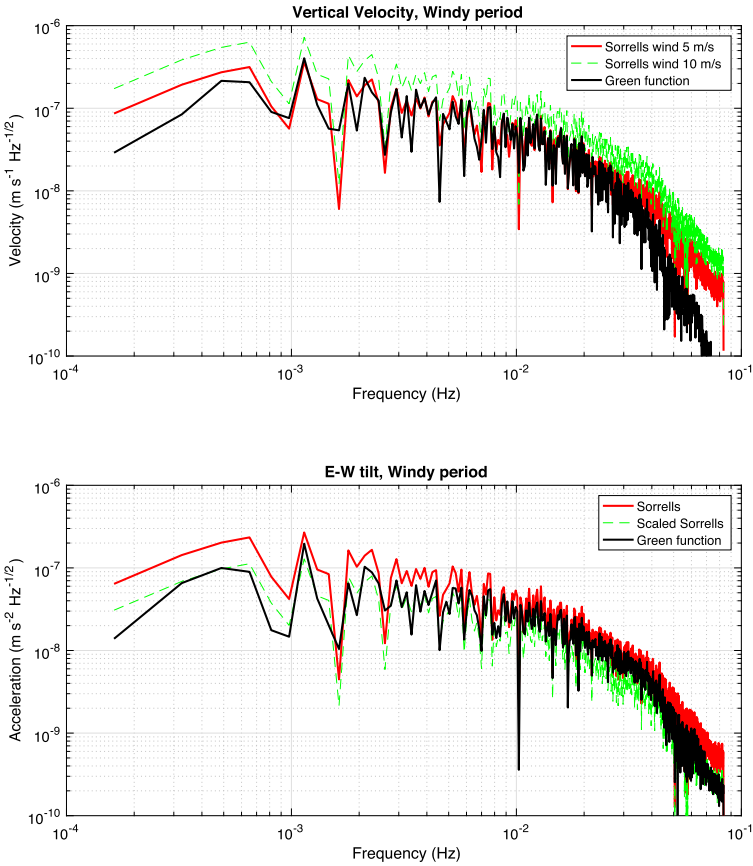 Vertical Velocity, Windy period
Sorrells wind 5 m/s
Sorrells wind 10 m/s
Green function
Velocity (m s⁻¹ Hz⁻¹/²)
10⁻⁶
10⁻⁷
10⁻⁸
10⁻⁹
10⁻¹⁰
10⁻⁴ 10⁻³ 10⁻² 10⁻¹
Frequency (Hz)
E-W tilt, Windy period
Sorrells
Scaled Sorrells
Green function
Acceleration (m s⁻² Hz⁻¹/²)
10⁻⁶
10⁻⁷
10⁻⁸
10⁻⁹
10⁻¹⁰
10⁻⁴ 10⁻³ 10⁻² 10⁻¹
Frequency (Hz)